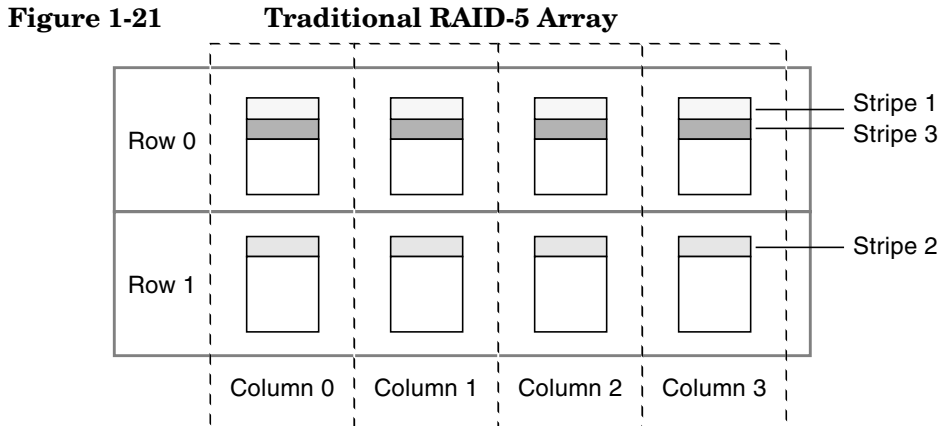 Figure 1-21 Traditional RAID-5 Array
Stripe 1
Row 0
Stripe 3
Stripe 2
Row 1
Column 0 Column 1 Column 2 Column 3